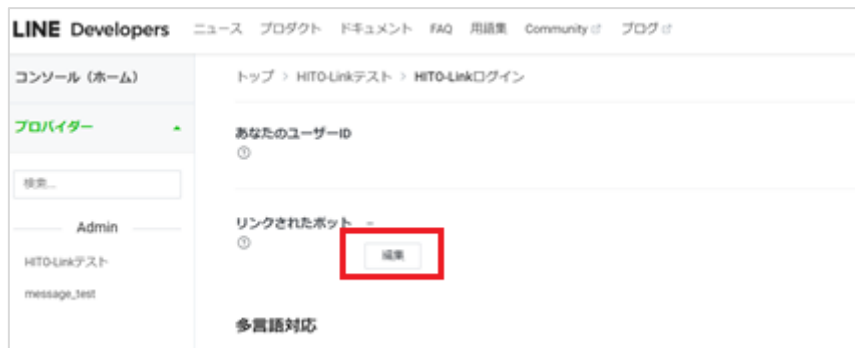 LINE Developers ニュース プロダクト ドキュメント FAQ 用語集 Community ブログ
コンソール（ホーム）
トップ > HITO-Linkテスト > HITO-Linkログイン
プロバイダー
あなたのユーザーID
検索...
Admin
リンクされたボット -
編集
HITO-Linkテスト
message_test
多言語対応